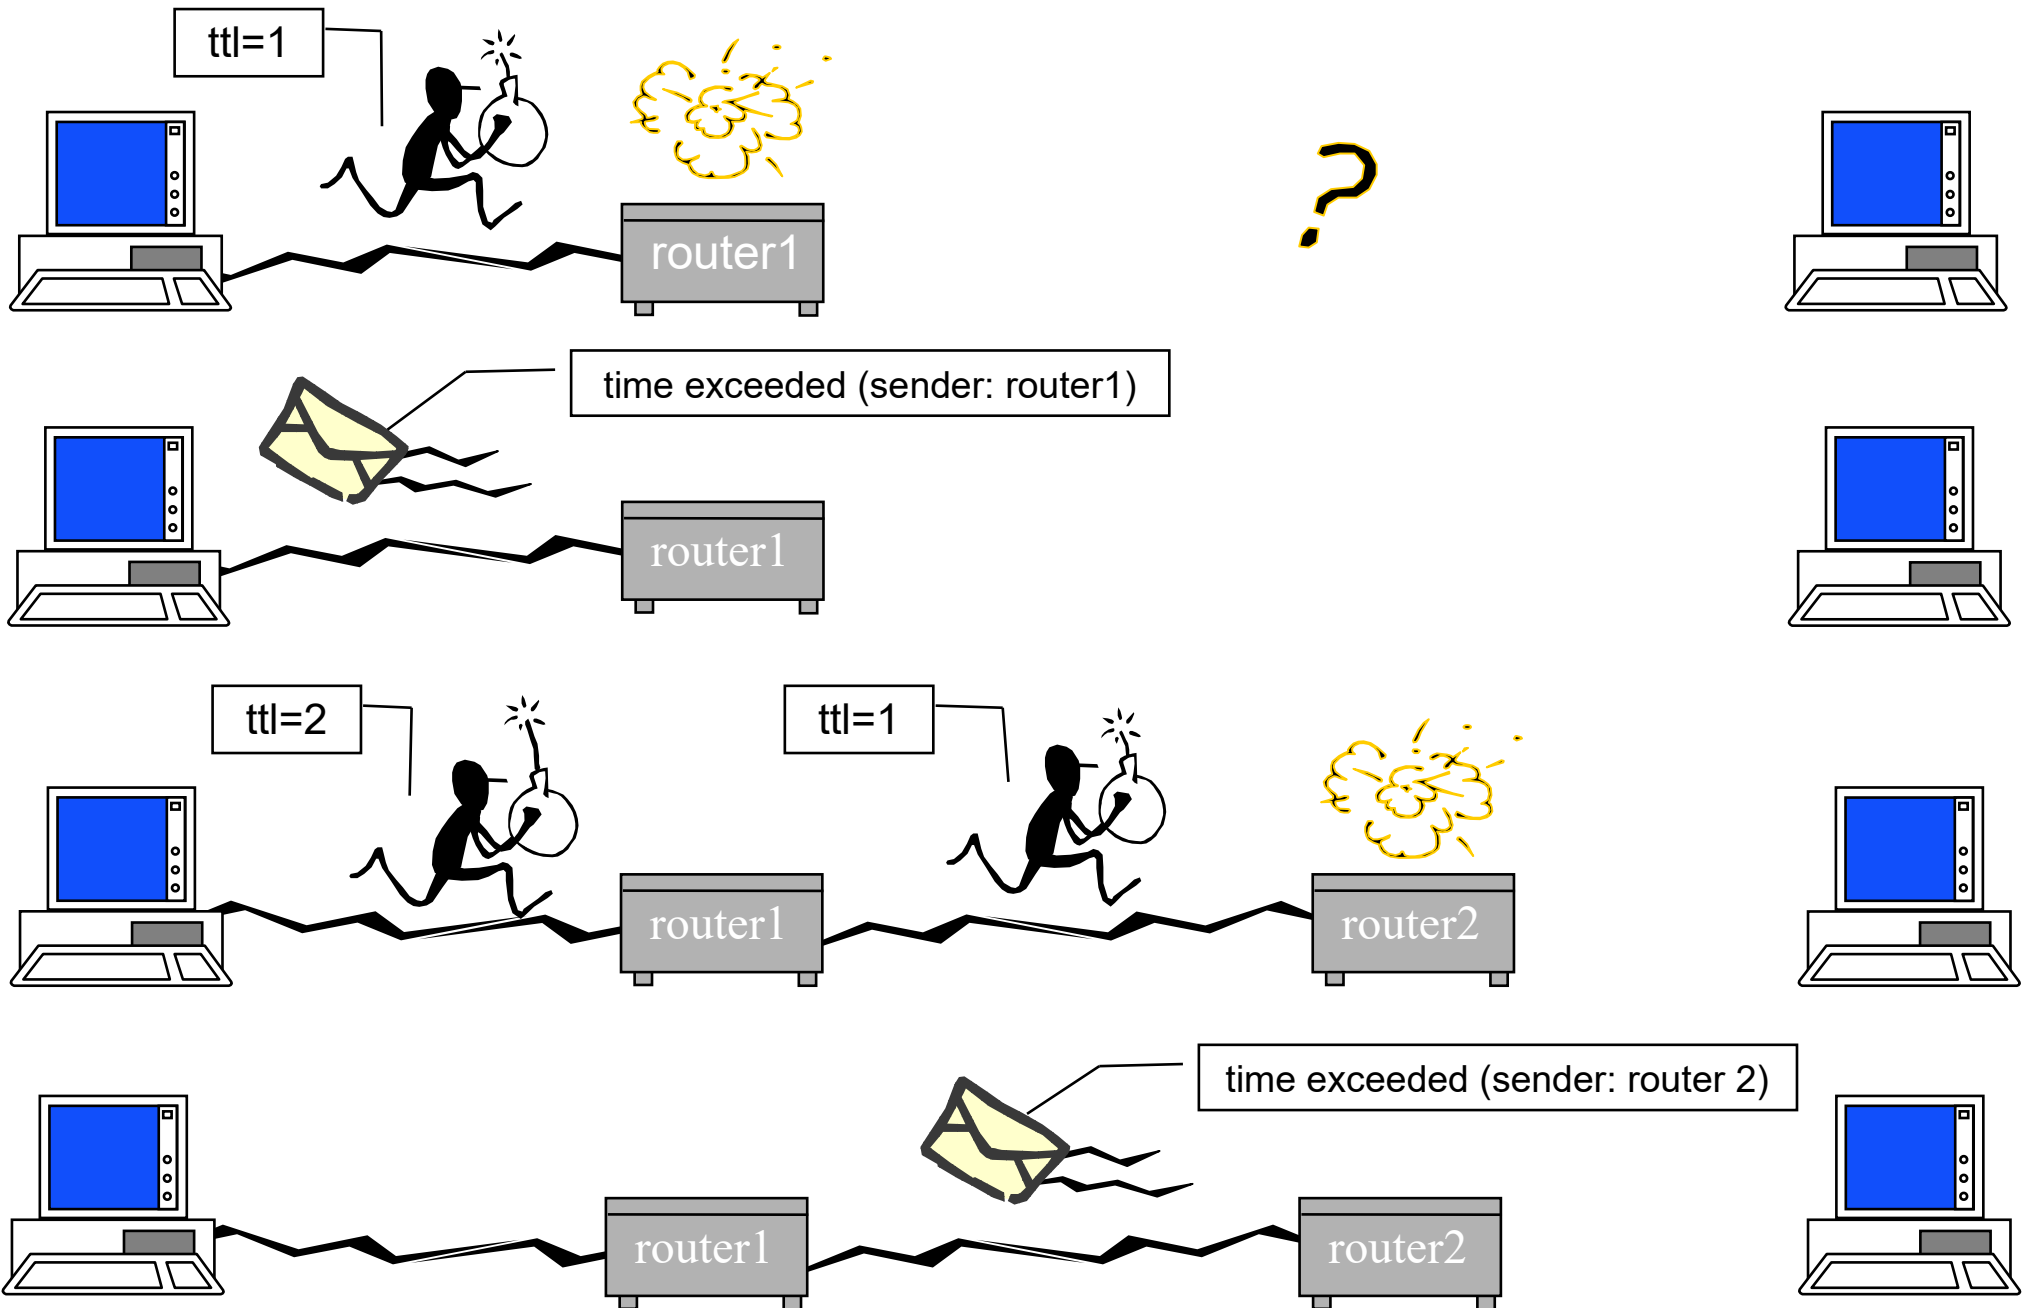 ttl=1
?
router1
time exceeded (sender: router1)
router1
ttl=2
ttl=1
router1
router2
time exceeded (sender: router 2)
router1
router2